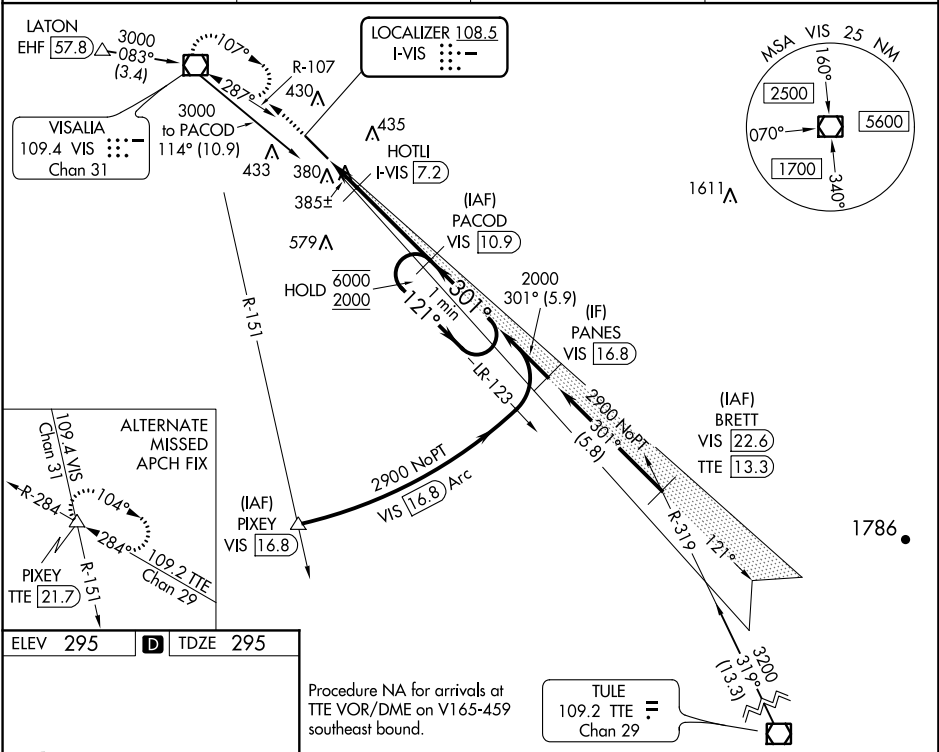 LATON
EHF 57.8
3000
083°
(3.4)
107°
R-107
287°
430
LOCALIZER 108.5
I-VIS
MSA VIS 25 NM
160°
2500
5600
070°
1700
340°
VISALIA
109.4 VIS
Chan 31
3000
to PACOD
114° (10.9)
433
380
385±
435
HOTLI
I-VIS 7.2
1611
(IAF)
PACOD
VIS 10.9
579
HOLD 6000
2000
1 min
301°
121°
2000
301° (5.9)
(IF)
PANES
VIS 16.8
R-151
LR-123
2900 NoPT
301°
(5.8)
(IAF)
BRETT
VIS 22.6
TTE 13.3
2900 NoPT
VIS 16.8 Arc
(IAF)
PIXEY
VIS 16.8
R-319
121°
1786
3200
319°
(13.3)
109.4 VIS
Chan 31
ALTERNATE
MISSED
APCH FIX
R-284
104°
284°
109.2 TTE
Chan 29
PIXEY
TTE 21.7
R-151
ELEV 295 D TDZE 295
Procedure NA for arrivals at
TTE VOR/DME on V165-459
southeast bound.
TULE
109.2 TTE
Chan 29